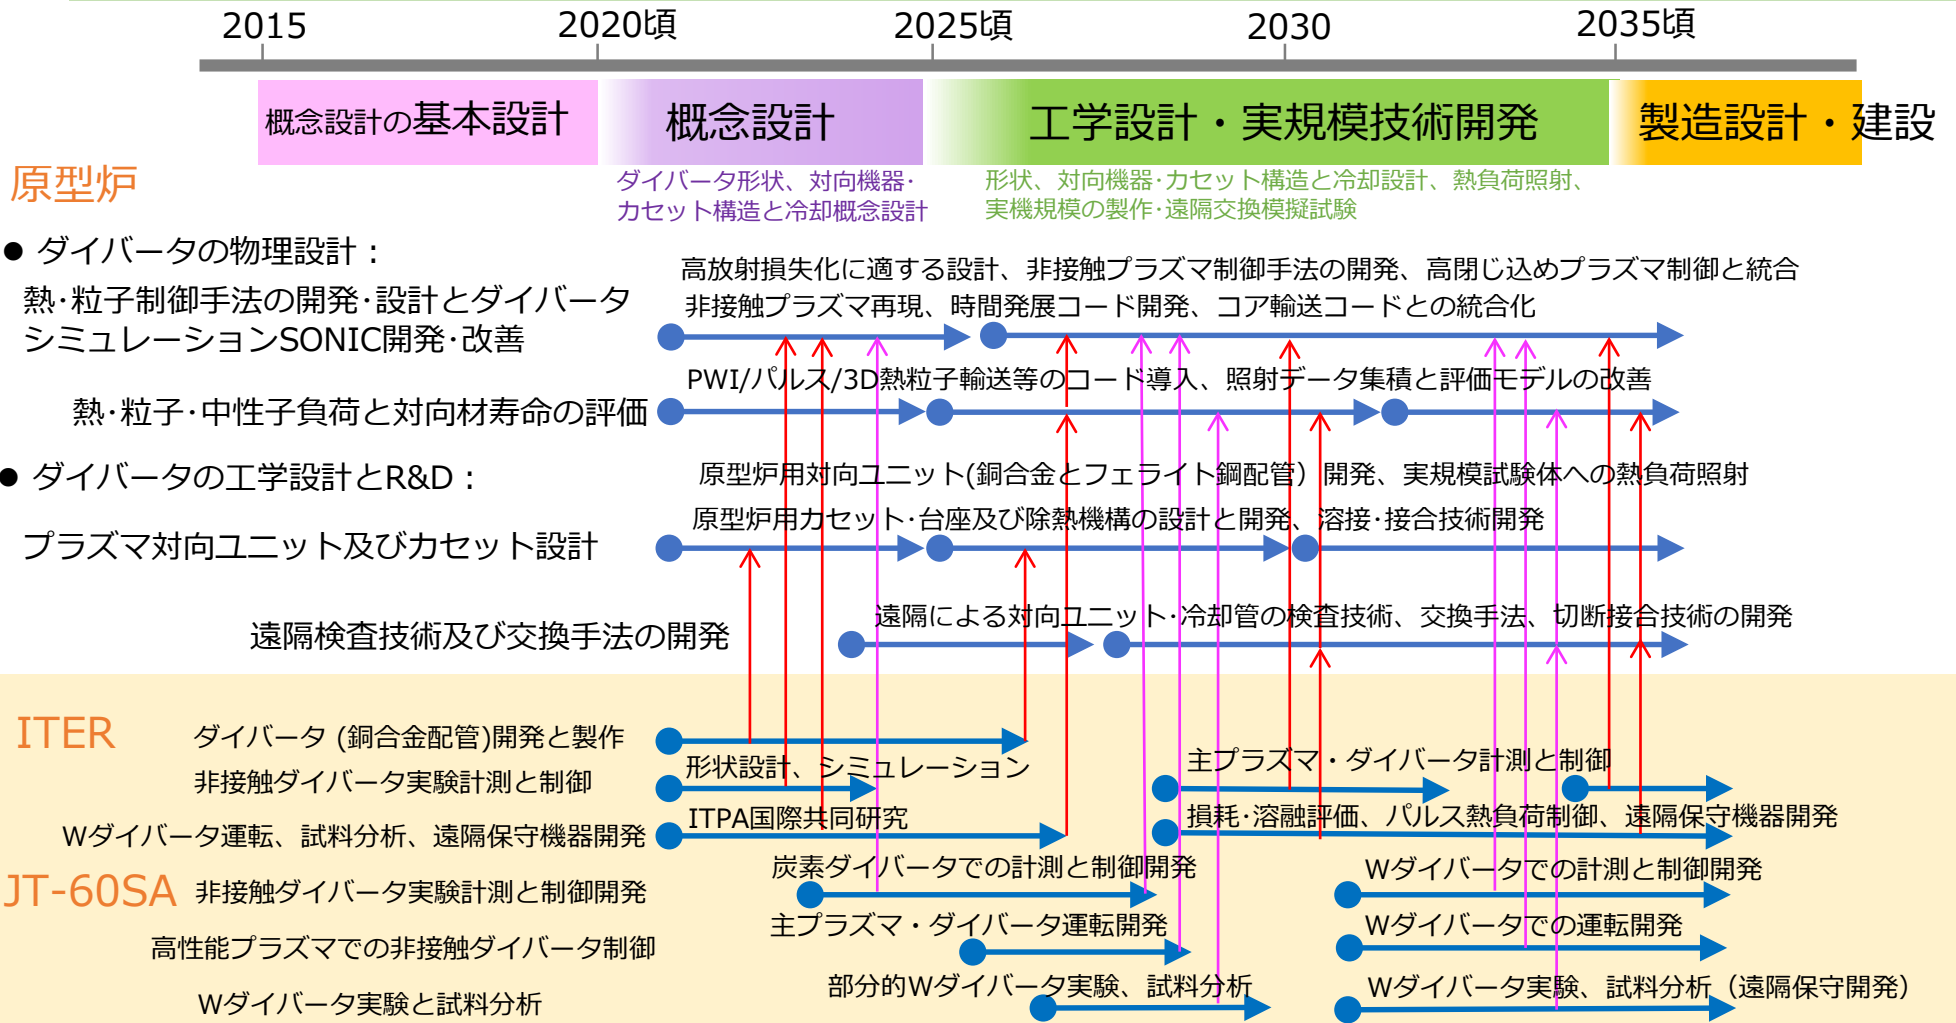 2015
2020頃
2025頃
2030
2035頃
概念設計の基本設計
概念設計
工学設計・実規模技術開発
製造設計・建設
原型炉
ダイバータ形状、対向機器・
カセット構造と冷却概念設計
形状、対向機器・カセット構造と冷却設計、熱負荷照射、
実機規模の製作・遠隔交換模擬試験
● ダイバータの物理設計：
熱・粒子制御手法の開発・設計とダイバータ
シミュレーションSONIC開発・改善
高放射損失化に適する設計、非接触プラズマ制御手法の開発、高閉じ込めプラズマ制御と統合
非接触プラズマ再現、時間発展コード開発、コア輸送コードとの統合化
PWI/パルス/3D熱粒子輸送等のコード導入、照射データ集積と評価モデルの改善
熱・粒子・中性子負荷と対向材寿命の評価
● ダイバータの工学設計とR&D：
原型炉用対向ユニット(銅合金とフェライト鋼配管）開発、実規模試験体への熱負荷照射
原型炉用カセット・台座及び除熱機構の設計と開発、溶接・接合技術開発
プラズマ対向ユニット及びカセット設計
遠隔による対向ユニット・冷却管の検査技術、交換手法、切断接合技術の開発
遠隔検査技術及び交換手法の開発
ITER
ダイバータ (銅合金配管)開発と製作
形状設計、シミュレーション
主プラズマ・ダイバータ計測と制御
非接触ダイバータ実験計測と制御
ITPA国際共同研究
損耗・溶融評価、パルス熱負荷制御、遠隔保守機器開発
Wダイバータ運転、試料分析、遠隔保守機器開発
炭素ダイバータでの計測と制御開発
Wダイバータでの計測と制御開発
JT-60SA
非接触ダイバータ実験計測と制御開発
主プラズマ・ダイバータ運転開発
Wダイバータでの運転開発
高性能プラズマでの非接触ダイバータ制御
部分的Wダイバータ実験、試料分析
Wダイバータ実験、試料分析（遠隔保守開発）
Wダイバータ実験と試料分析